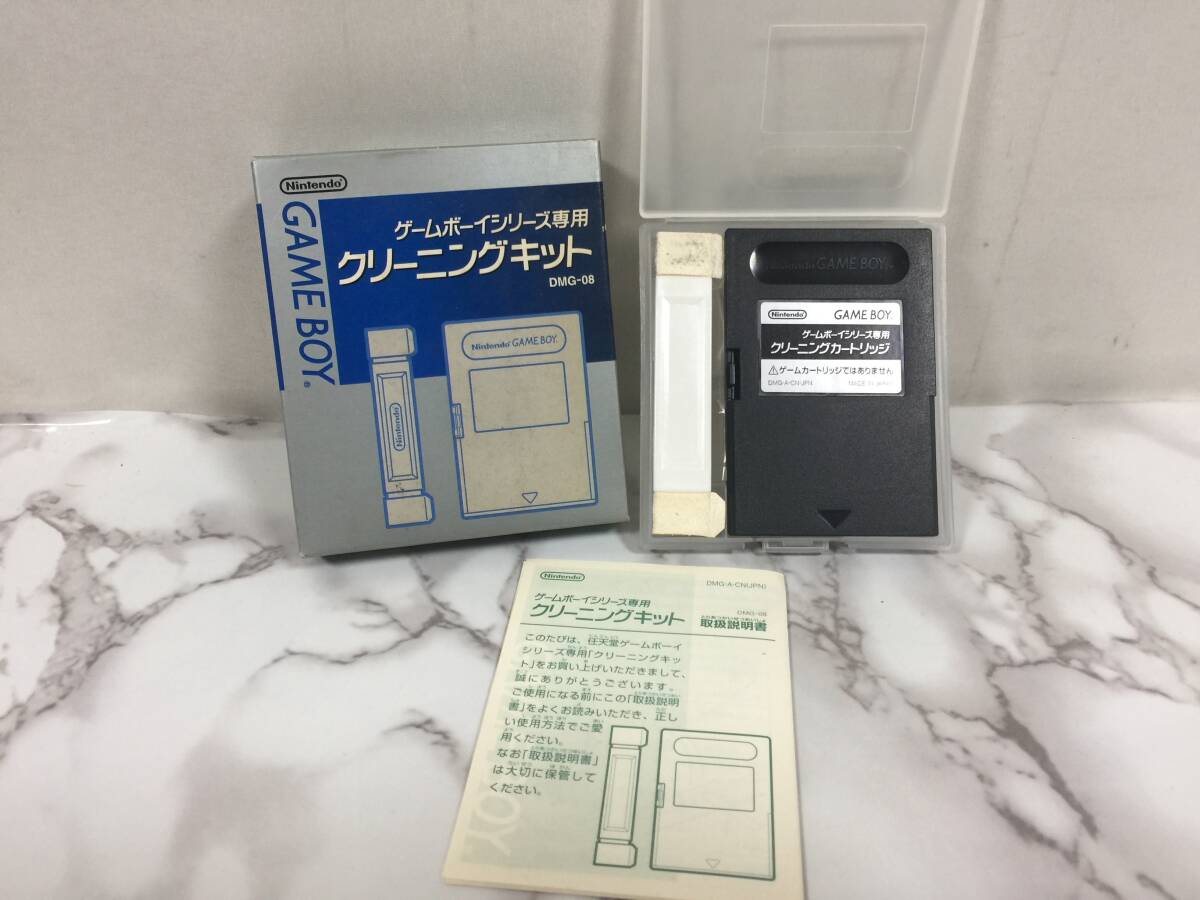 Nintendo
GAME BOY
ゲームボーイシリーズ専用
クリーニングキット
DMG-08
Nintendo GAME BOY
Nintendo
Nintendo GAME BOY
Nintendo GAME BOY
ゲームボーイシリーズ専用
クリーニングカートリッジ
⚠ゲームカートリッジではありません
DMG-A-CN-JPN MADE IN JAPAN
Nintendo
DMG-A-CN(JPN)
ゲームボーイシリーズ専用
クリーニングキット
DMG-08
取扱説明書
このたびは、任天堂ゲームボーイ
シリーズ専用「クリーニングキッ
ト」をお買い上げいただきまして、
誠にありがとうございます。
ご使用になる前にこの「取扱説明
書」をよくお読みいただき、正し
い使用方法でご愛
用ください。
なお「取扱説明書」
は大切に保管して
ください。
OY